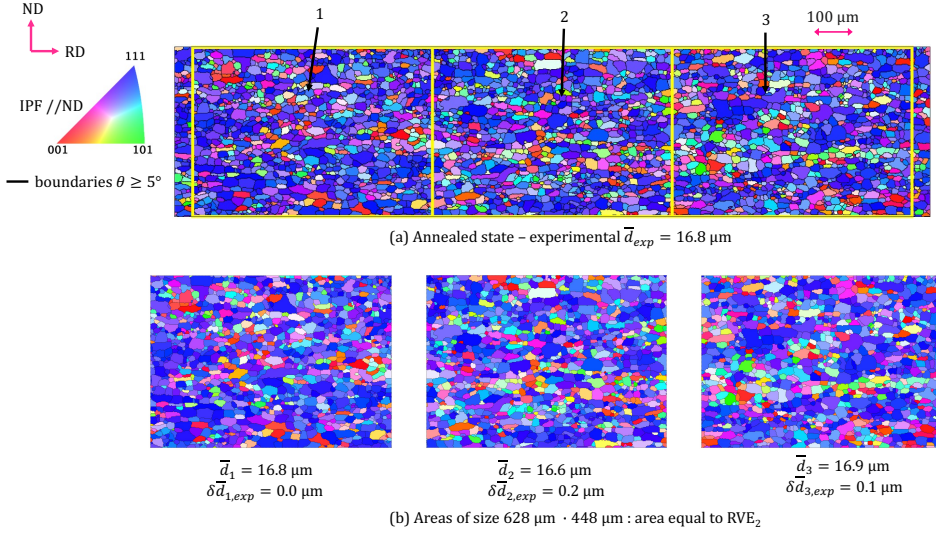 ND
RD
1
2
3
100 µm
111
IPF //ND
001
101
boundaries θ ≥ 5°
(a) Annealed state – experimental d̅exp = 16.8 µm
d̅1 = 16.8 µm
δd̅1,exp = 0.0 µm
d̅2 = 16.6 µm
δd̅2,exp = 0.2 µm
d̅3 = 16.9 µm
δd̅3,exp = 0.1 µm
(b) Areas of size 628 µm · 448 µm : area equal to RVE2